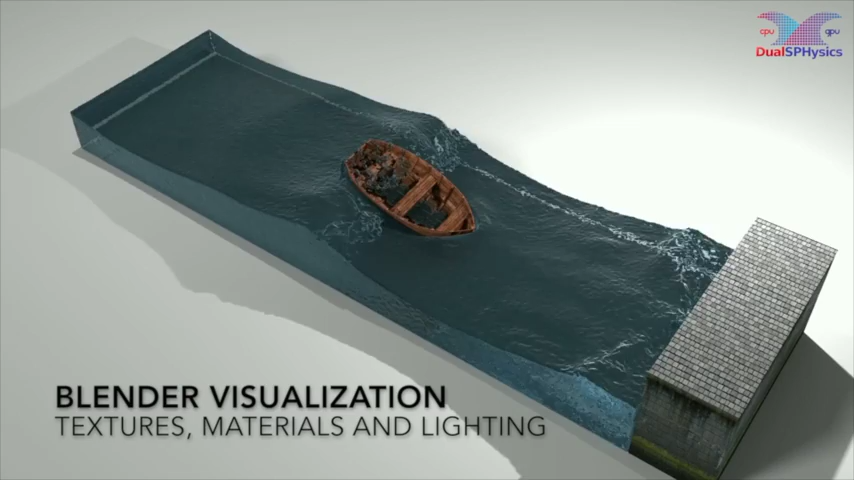 cpu gpu
DualSPHysics
BLENDER VISUALIZATION
TEXTURES, MATERIALS AND LIGHTING